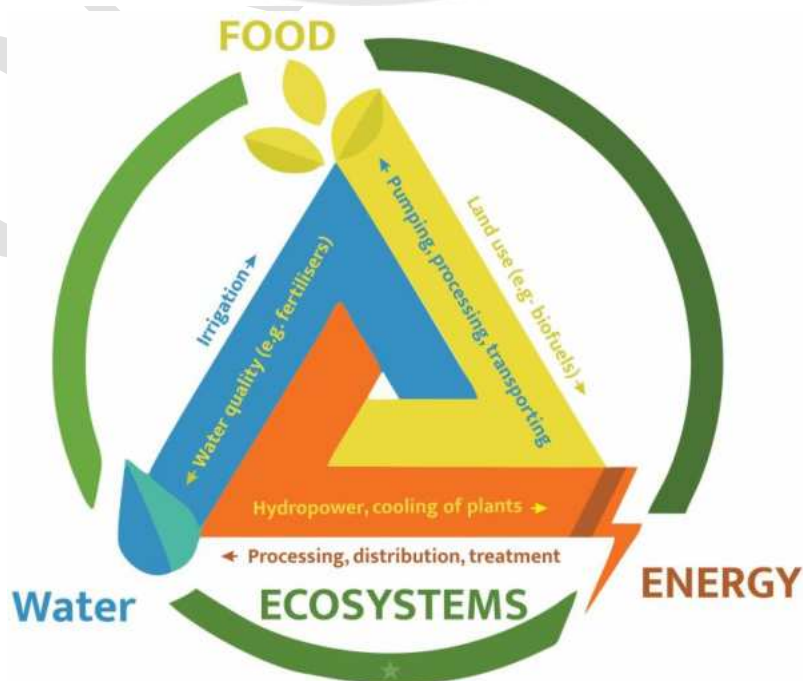 FOOD
Irrigation →
← Water quality (e.g. fertilisers)
← Pumping, processing, transporting
Land use (e.g- biofuels) →
Hydropower, cooling of plants →
← Processing, distribution, treatment
Water
ECOSYSTEMS
ENERGY